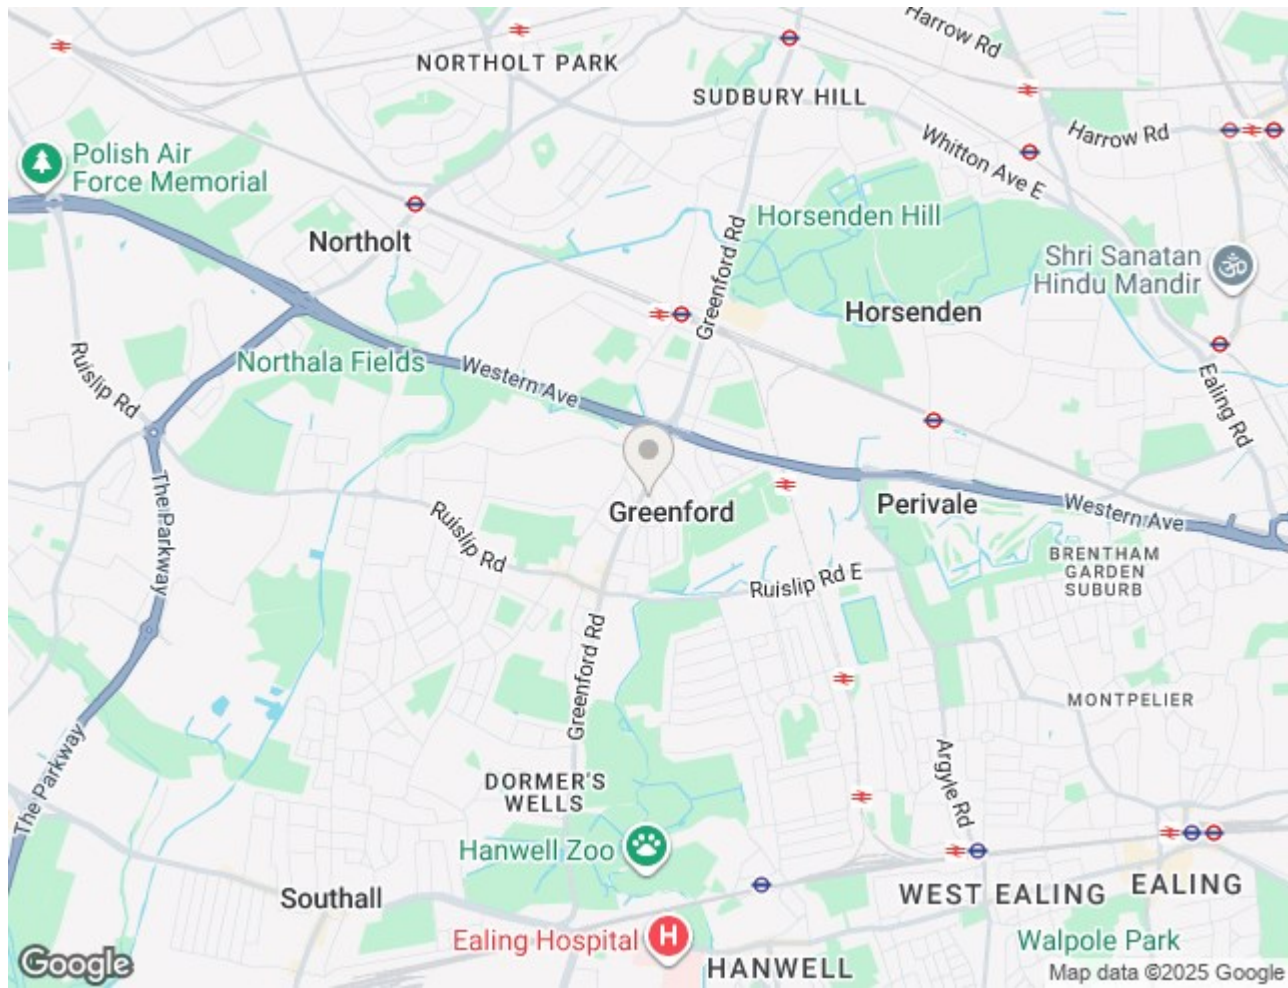 Harrow Rd
NORTHOLT PARK
SUDBURY HILL
Harrow Rd
Whitton Ave E
Polish Air
Force Memorial
Horsenden Hill
Northolt
Greenford Rd
Shri Sanatan
Hindu Mandir
Horsenden
Ruislip Rd
Northala Fields
Western Ave
Ealing Rd
The Parkway
Greenford
Perivale
Western Ave
Ruislip Rd
BRENTHAM
GARDEN
SUBURB
Ruislip Rd E
Greenford Rd
MONTPELIER
The Parkway
Argyle Rd
DORMER'S
WELLS
Hanwell Zoo
Southall
WEST EALING
EALING
Ealing Hospital
H
HANWELL
Walpole Park
Google
Map data ©2025 Google